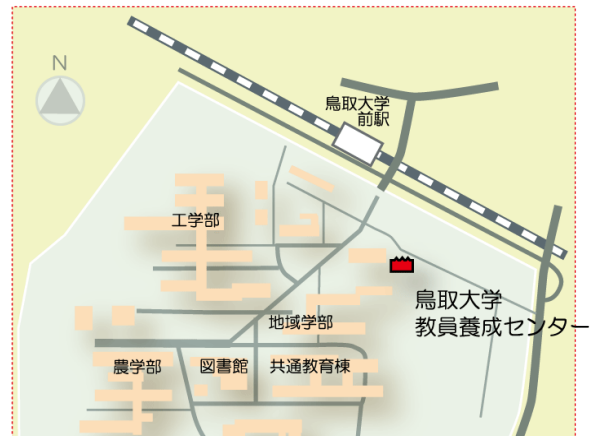 N
鳥取大学
前駅
工学部
鳥取大学
教員養成センター
地域学部
農学部
図書館
共通教育棟